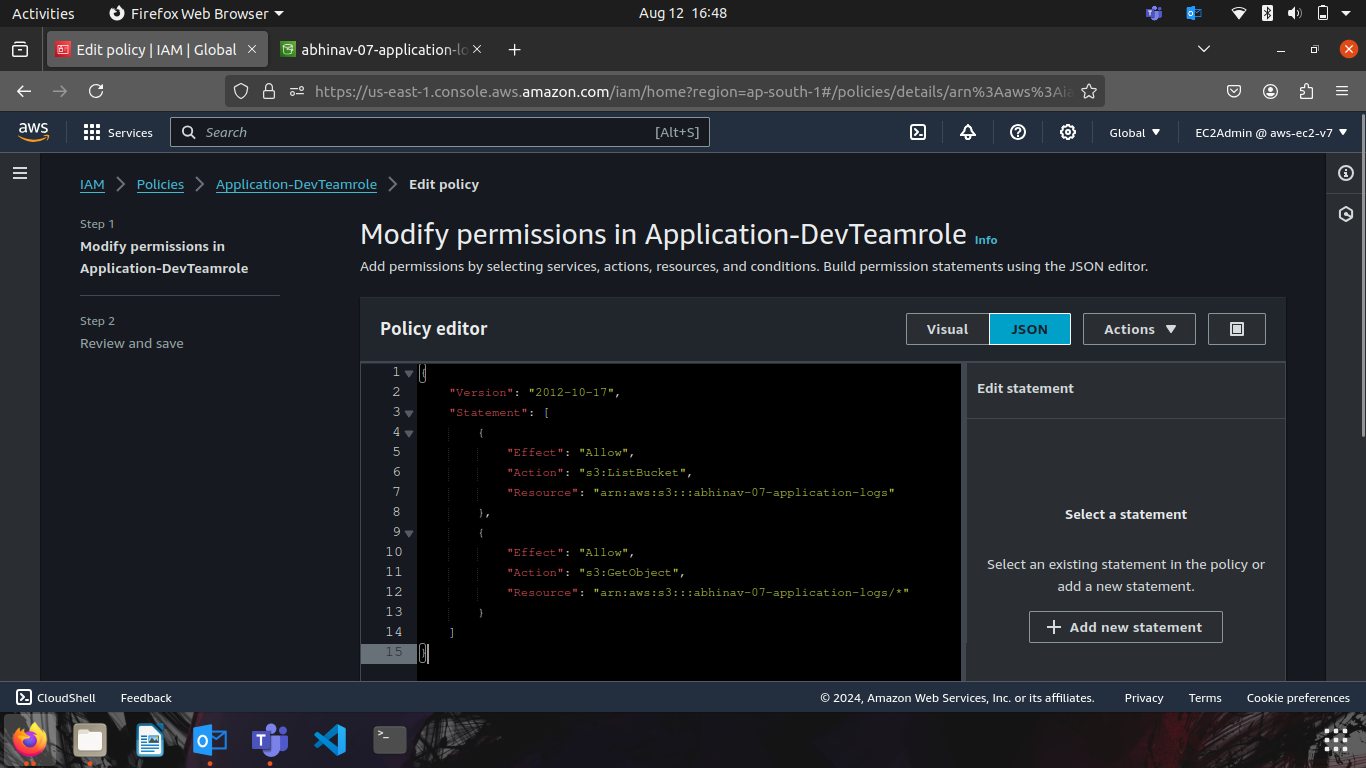 Activities
Firefox Web Browser
Aug 12 16:48
Edit policy | IAM | Global
abhinav-07-application-lo
https://us-east-1.console.aws.amazon.com/iam/home?region=ap-south-1#/policies/details/arn%3Aaws%3Aia
aws
Services
Search
[Alt+S]
Global
EC2Admin @ aws-ec2-v7
IAM
Policies
Application-DevTeamrole
Edit policy
Step 1
Modify permissions in
Application-DevTeamrole
Step 2
Review and save
Modify permissions in Application-DevTeamrole Info
Add permissions by selecting services, actions, resources, and conditions. Build permission statements using the JSON editor.
Policy editor
Visual
JSON
Actions
1 {
2 "Version": "2012-10-17",
3 "Statement": [
4 {
5 "Effect": "Allow",
6 "Action": "s3:ListBucket",
7 "Resource": "arn:aws:s3:::abhinav-07-application-logs"
8 },
9 {
10 "Effect": "Allow",
11 "Action": "s3:GetObject",
12 "Resource": "arn:aws:s3:::abhinav-07-application-logs/*"
13 }
14 ]
15 }
Edit statement
Select a statement
Select an existing statement in the policy or
add a new statement.
Add new statement
CloudShell
Feedback
© 2024, Amazon Web Services, Inc. or its affiliates.
Privacy
Terms
Cookie preferences